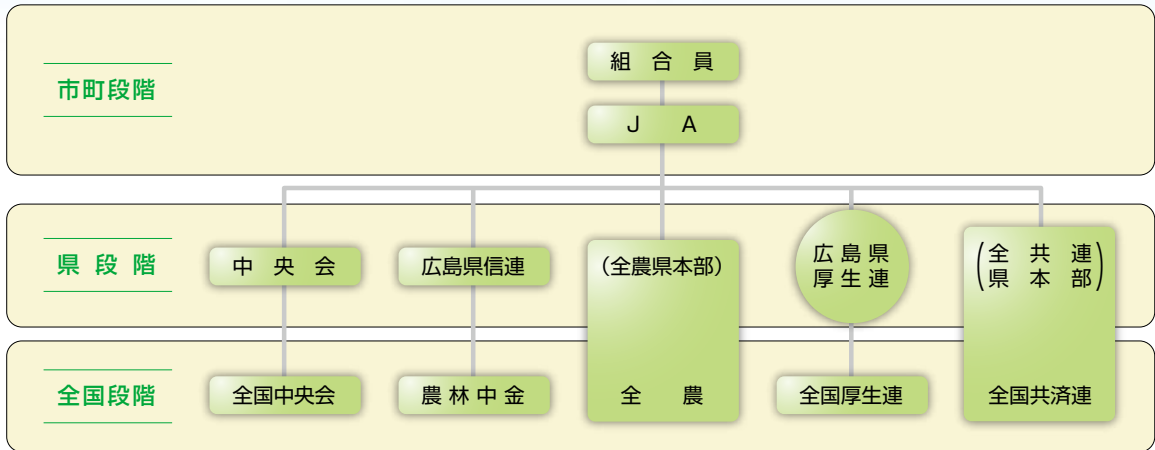 市町段階
組合員
JA
県段階
中央会
広島県信連
(全農県本部)
広島県
厚生連
(全共連
県本部)
全国段階
全国中央会
農林中金
全農
全国厚生連
全国共済連